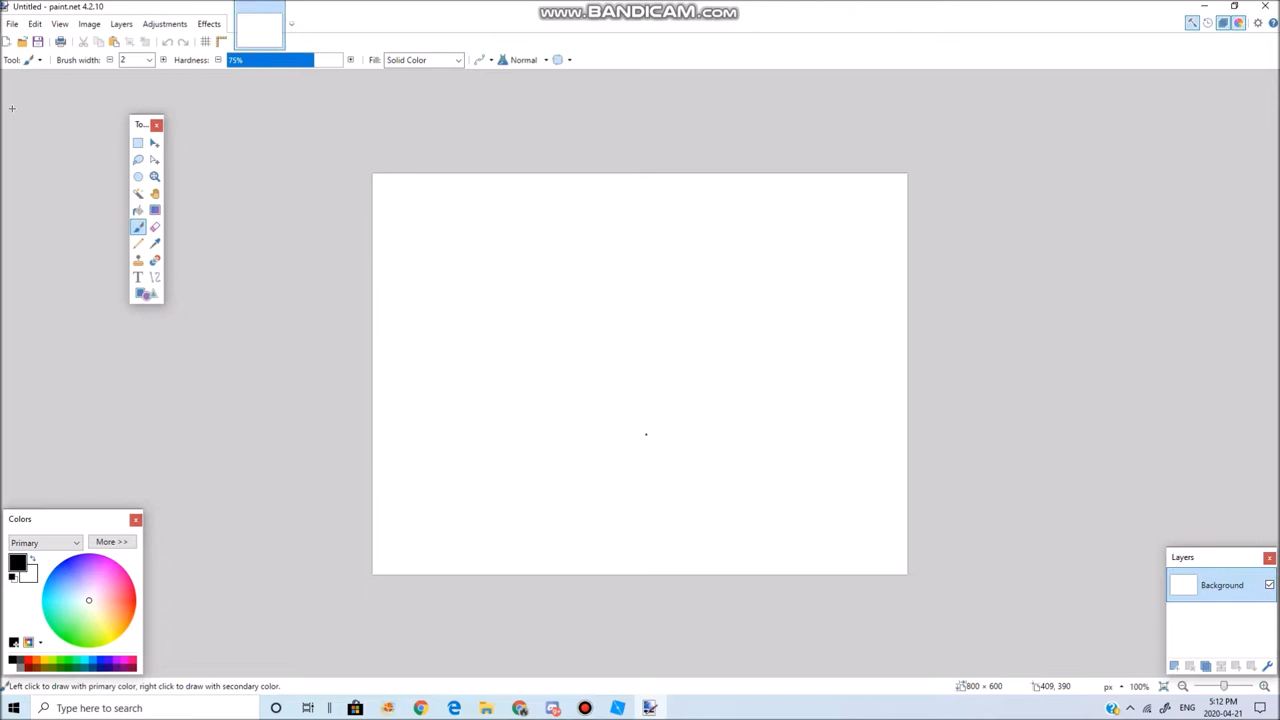 Untitled - paint.net 4.2.10
www.BANDICAM.com
File Edit View Image Layers Adjustments Effects
Tool: Brush width: 2 Hardness: 75% Fill: Solid Color Normal
To...
T
Colors
Primary More >>
Layers
Background
Left click to draw with primary color, right click to draw with secondary color. 800 × 600 409, 390 px 100%
Type here to search ENG 5:12 PM
2020-04-21